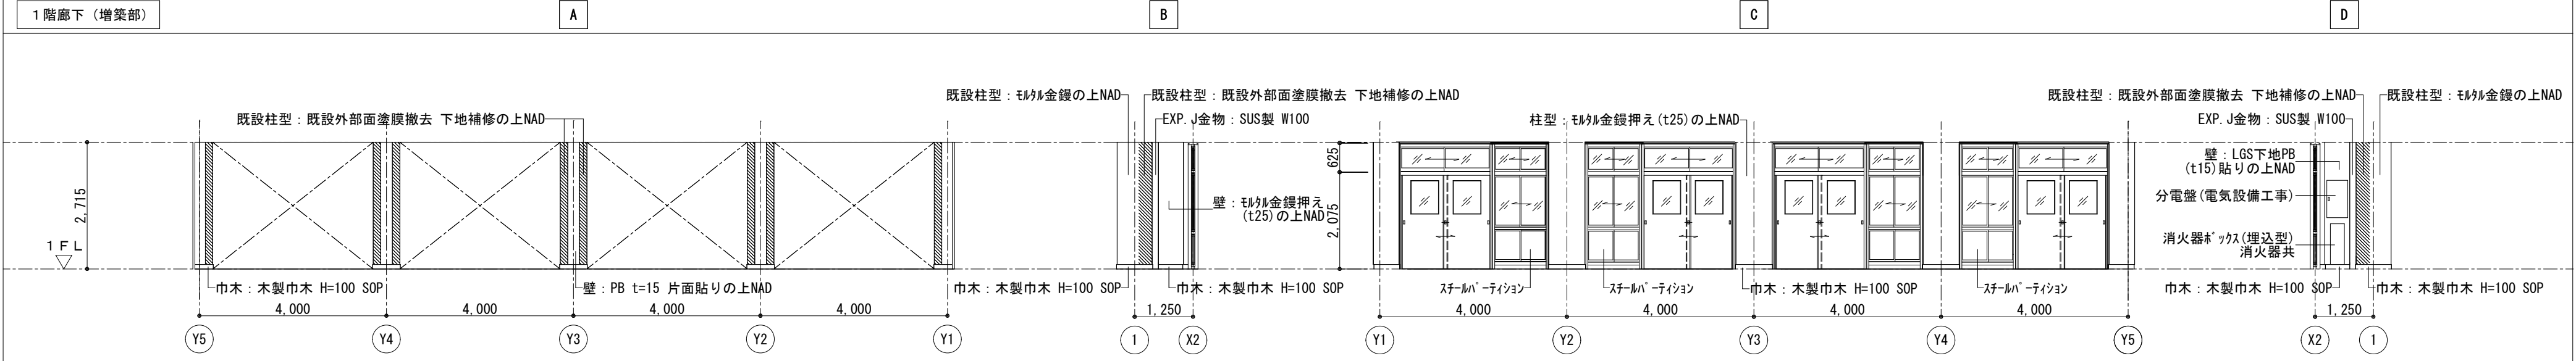 １階廊下（増築部）
A
B
C
D
既設柱型：既設外部面塗膜撤去 下地補修の上NAD
2,715
１ＦＬ
巾木：木製巾木 H=100 SOP
壁：PB t=15 片面貼りの上NAD
4,000
4,000
4,000
4,000
Y5
Y4
Y3
Y2
Y1
既設柱型：ﾓﾙﾀﾙ金鏝の上NAD
既設柱型：既設外部面塗膜撤去 下地補修の上NAD
EXP.J金物：SUS製 W100
壁：ﾓﾙﾀﾙ金鏝押え
(t25)の上NAD
巾木：木製巾木 H=100 SOP
巾木：木製巾木 H=100 SOP
1,250
1
X2
625
2,075
柱型：ﾓﾙﾀﾙ金鏝押え(t25)の上NAD
ｽﾁｰﾙﾊﾟｰﾃｨｼｮﾝ
ｽﾁｰﾙﾊﾟｰﾃｨｼｮﾝ
巾木：木製巾木 H=100 SOP
ｽﾁｰﾙﾊﾟｰﾃｨｼｮﾝ
4,000
4,000
4,000
4,000
Y1
Y2
Y3
Y4
Y5
既設柱型：既設外部面塗膜撤去 下地補修の上NAD
既設柱型：ﾓﾙﾀﾙ金鏝の上NAD
EXP.J金物：SUS製 W100
壁：LGS下地PB
(t15)貼りの上NAD
分電盤(電気設備工事)
消火器ﾎﾞｯｸｽ(埋込型)
消火器共
巾木：木製巾木 H=100 SOP
巾木：木製巾木 H=100 SOP
1,250
X2
1